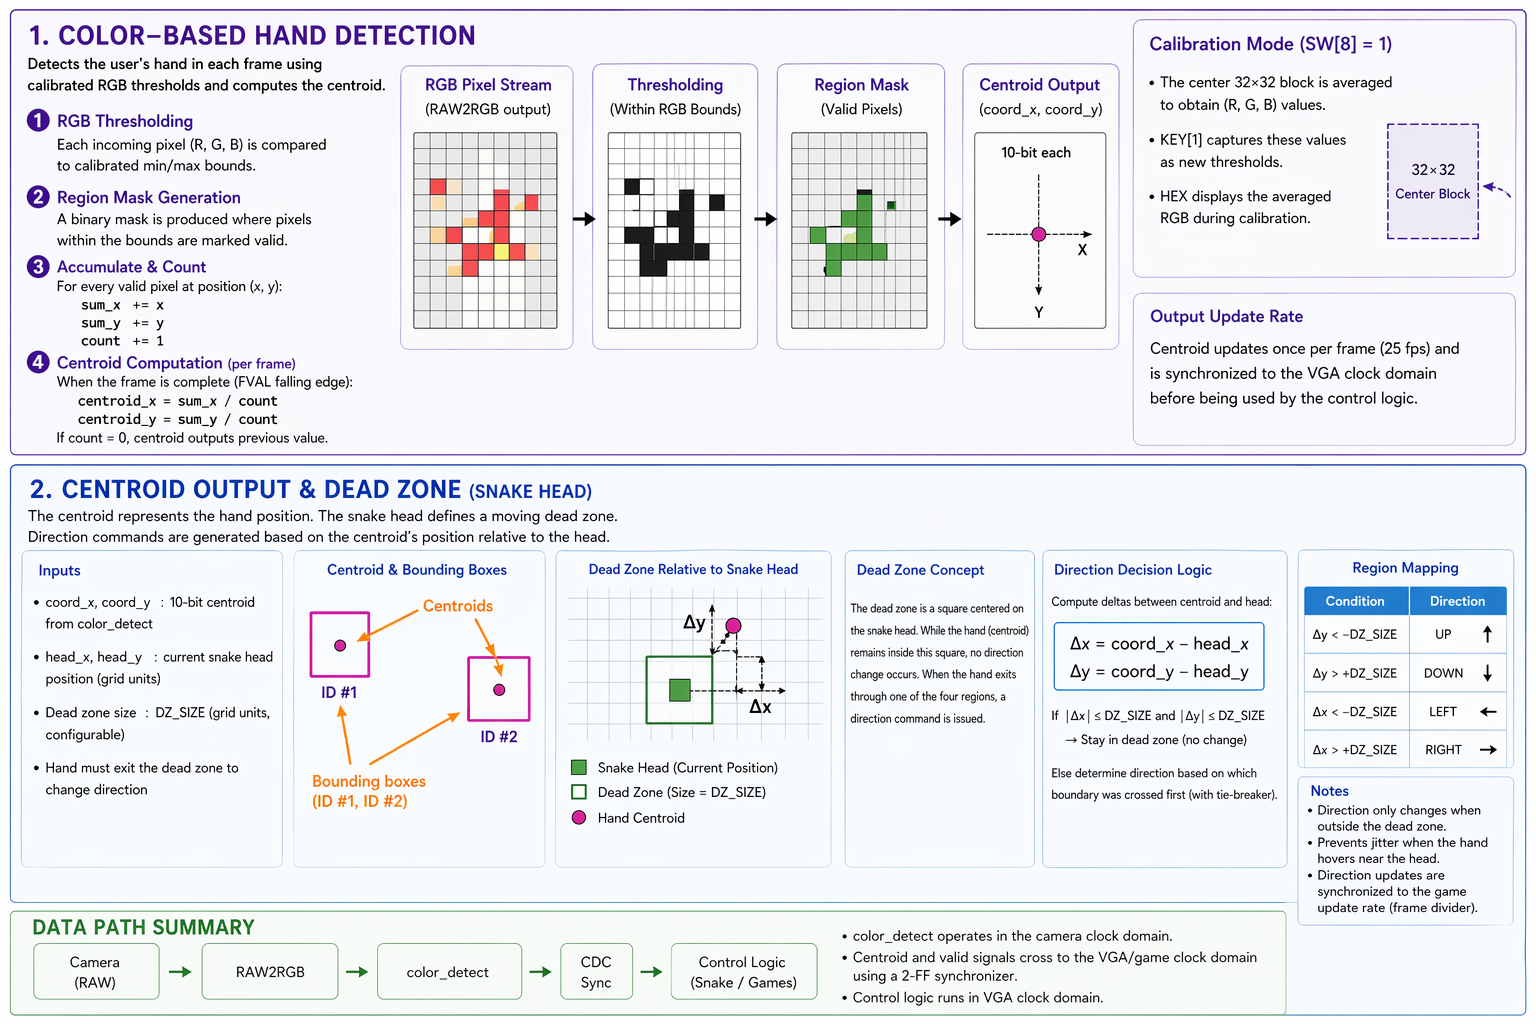 1. COLOR–BASED HAND DETECTION
Detects the user's hand in each frame using
calibrated RGB thresholds and computes the centroid.
1 RGB Thresholding
Each incoming pixel (R, G, B) is compared
to calibrated min/max bounds.
2 Region Mask Generation
A binary mask is produced where pixels
within the bounds are marked valid.
3 Accumulate & Count
For every valid pixel at position (x, y):
sum_x += x
sum_y += y
count += 1
4 Centroid Computation (per frame)
When the frame is complete (FVAL falling edge):
centroid_x = sum_x / count
centroid_y = sum_y / count
If count = 0, centroid outputs previous value.
RGB Pixel Stream
(RAW2RGB output)
Thresholding
(Within RGB Bounds)
Region Mask
(Valid Pixels)
Centroid Output
(coord_x, coord_y)
10-bit each
X
Y
Calibration Mode (SW[8] = 1)
• The center 32×32 block is averaged
to obtain (R, G, B) values.
• KEY[1] captures these values
as new thresholds.
• HEX displays the averaged
RGB during calibration.
32×32
Center Block
Output Update Rate
Centroid updates once per frame (25 fps) and
is synchronized to the VGA clock domain
before being used by the control logic.
2. CENTROID OUTPUT & DEAD ZONE (SNAKE HEAD)
The centroid represents the hand position. The snake head defines a moving dead zone.
Direction commands are generated based on the centroid's position relative to the head.
Inputs
• coord_x, coord_y : 10-bit centroid
from color_detect
• head_x, head_y : current snake head
position (grid units)
• Dead zone size : DZ_SIZE (grid units,
configurable)
• Hand must exit the dead zone to
change direction
Centroid & Bounding Boxes
Centroids
ID #1
ID #2
Bounding boxes
(ID #1, ID #2)
Dead Zone Relative to Snake Head
Δy
Δx
Snake Head (Current Position)
Dead Zone (Size = DZ_SIZE)
Hand Centroid
Dead Zone Concept
The dead zone is a square centered on
the snake head. While the hand (centroid)
remains inside this square, no direction
change occurs. When the hand exits
through one of the four regions, a
direction command is issued.
Direction Decision Logic
Compute deltas between centroid and head:
Δx = coord_x – head_x
Δy = coord_y – head_y
If |Δx| ≤ DZ_SIZE and |Δy| ≤ DZ_SIZE
→ Stay in dead zone (no change)
Else determine direction based on which
boundary was crossed first (with tie-breaker).
Region Mapping
Condition Direction
Δy < –DZ_SIZE UP ↑
Δy > +DZ_SIZE DOWN ↓
Δx < –DZ_SIZE LEFT ←
Δx > +DZ_SIZE RIGHT →
Notes
• Direction only changes when
outside the dead zone.
• Prevents jitter when the hand
hovers near the head.
• Direction updates are
synchronized to the game
update rate (frame divider).
DATA PATH SUMMARY
Camera
(RAW)
RAW2RGB
color_detect
CDC
Sync
Control Logic
(Snake / Games)
• color_detect operates in the camera clock domain.
• Centroid and valid signals cross to the VGA/game clock domain
using a 2-FF synchronizer.
• Control logic runs in VGA clock domain.